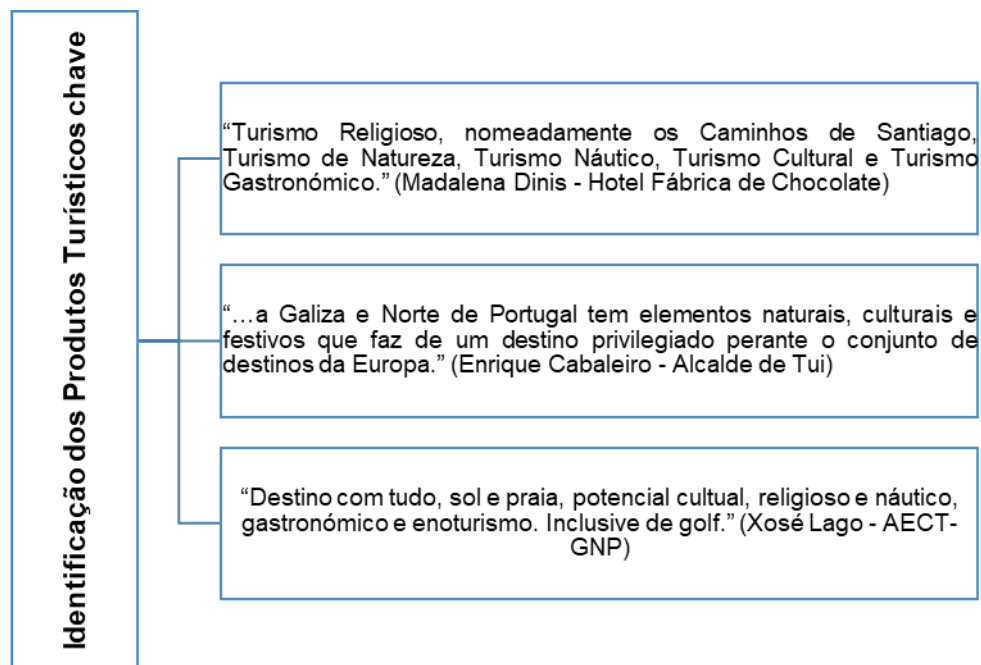 Identificação dos Produtos Turísticos chave
“Turismo Religioso, nomeadamente os Caminhos de Santiago,
Turismo de Natureza, Turismo Náutico, Turismo Cultural e Turismo
Gastronómico.” (Madalena Dinis - Hotel Fábrica de Chocolate)
“…a Galiza e Norte de Portugal tem elementos naturais, culturais e
festivos que faz de um destino privilegiado perante o conjunto de
destinos da Europa.” (Enrique Cabaleiro - Alcalde de Tui)
“Destino com tudo, sol e praia, potencial cultual, religioso e náutico,
gastronómico e enoturismo. Inclusive de golf.” (Xosé Lago - AECT-
GNP)